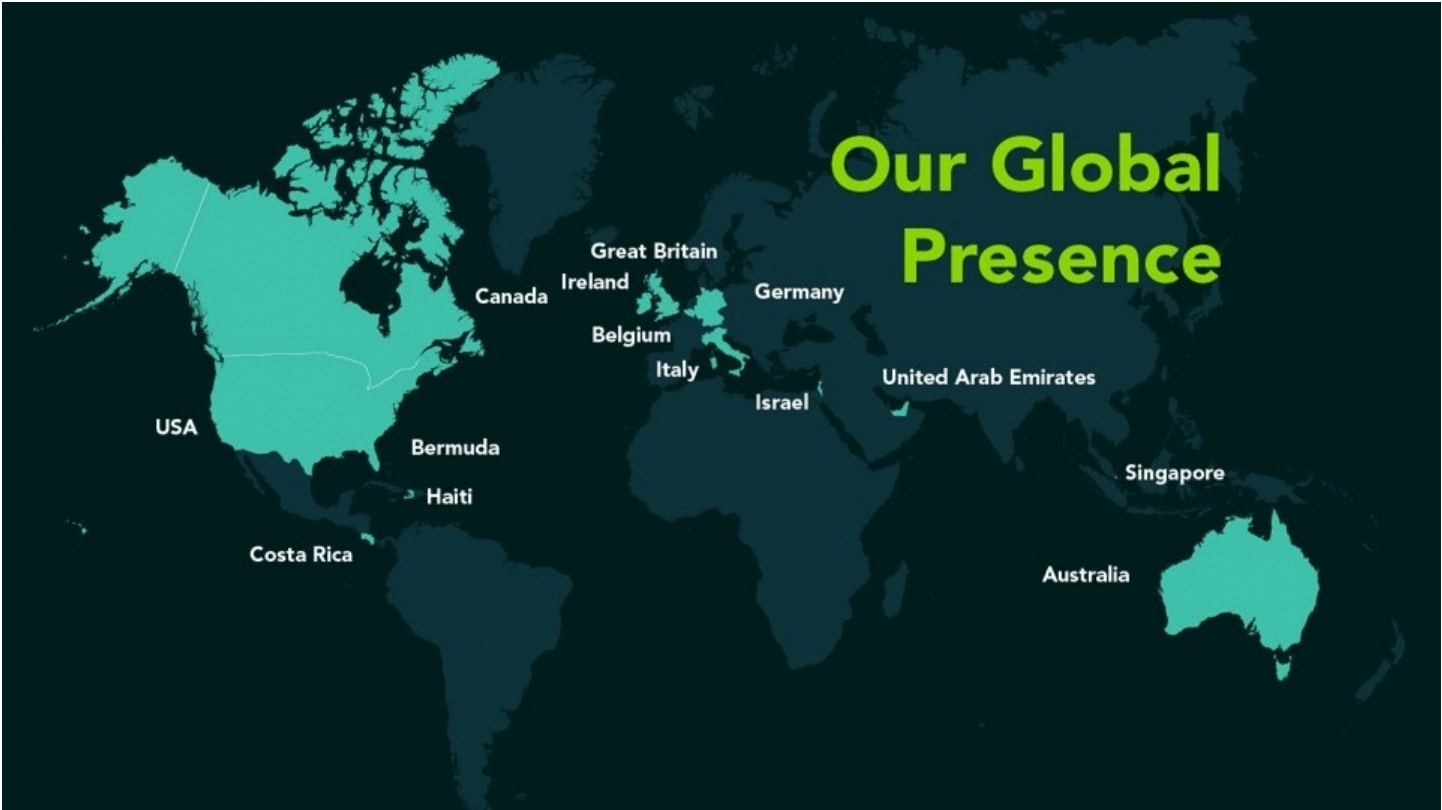 Our Global
Presence
Great Britain
Ireland
Canada
Germany
Belgium
Italy
United Arab Emirates
Israel
USA
Bermuda
Singapore
Haiti
Costa Rica
Australia